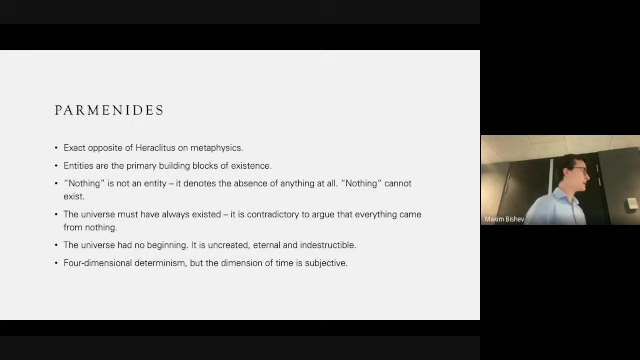 PARMENIDES
• Exact opposite of Heraclitus on metaphysics.
• Entities are the primary building blocks of existence.
• “Nothing” is not an entity – it denotes the absence of anything at all. “Nothing” cannot
exist.
• The universe must have always existed – it is contradictory to argue that everything came
from nothing.
• The universe had no beginning. It is uncreated, eternal and indestructible.
• Four-dimensional determinism, but the dimension of time is subjective.
Maxim Bishev